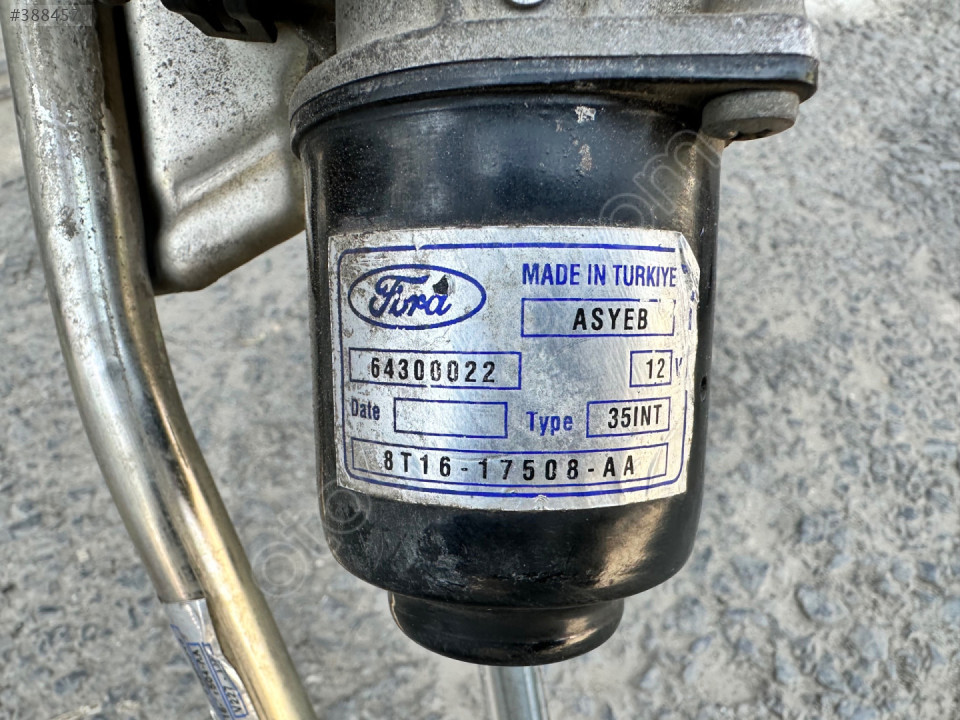 #38845
Ford
MADE IN TURKIYE
ASYEB
64300022
12 V
Date
Type 35INT
8T16-17508-AA